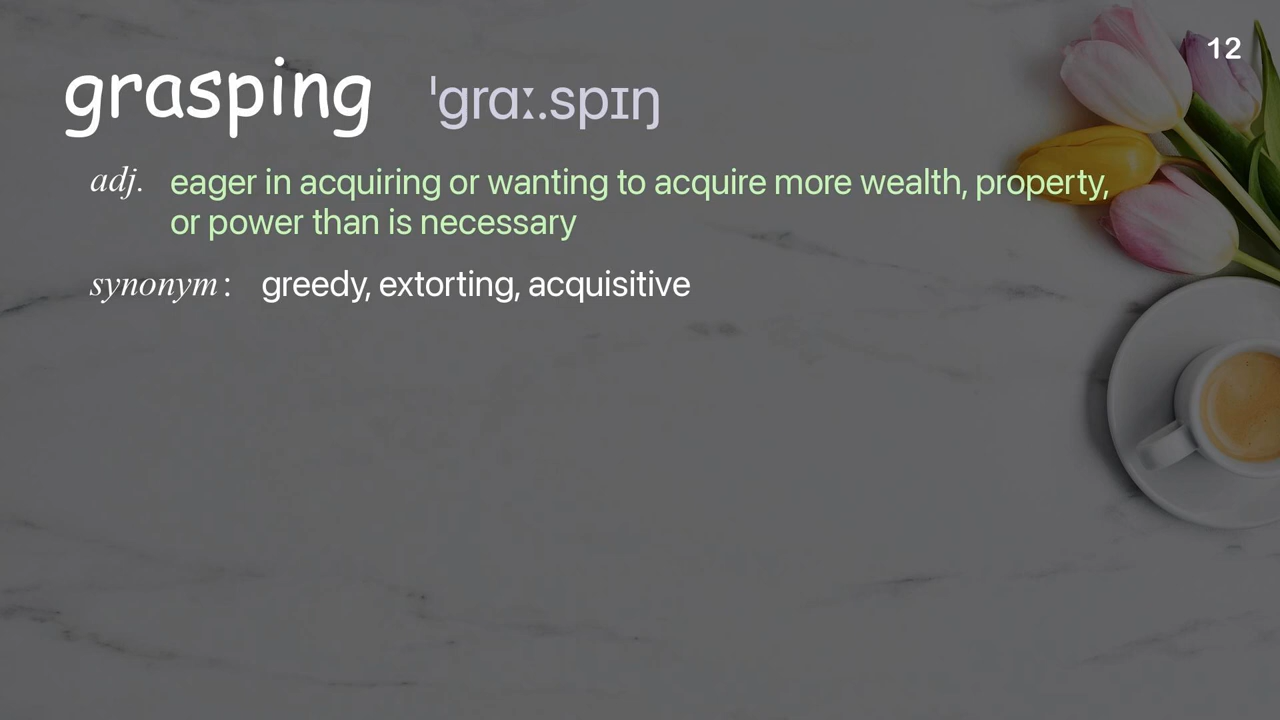 12
grasping ˈɡrɑː.spɪŋ
adj. eager in acquiring or wanting to acquire more wealth, property,
or power than is necessary
synonym : greedy, extorting, acquisitive